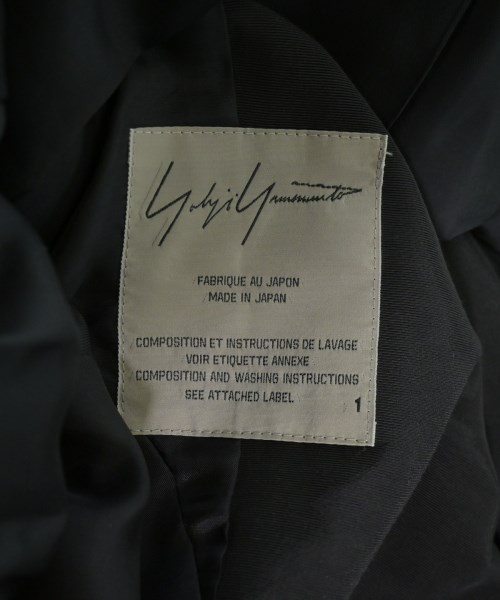 Yohji Yamamoto
FABRIQUE AU JAPON
MADE IN JAPAN
COMPOSITION ET INSTRUCTIONS DE LAVAGE
VOIR ETIQUETTE ANNEXE
COMPOSITION AND WASHING INSTRUCTIONS
SEE ATTACHED LABEL
1